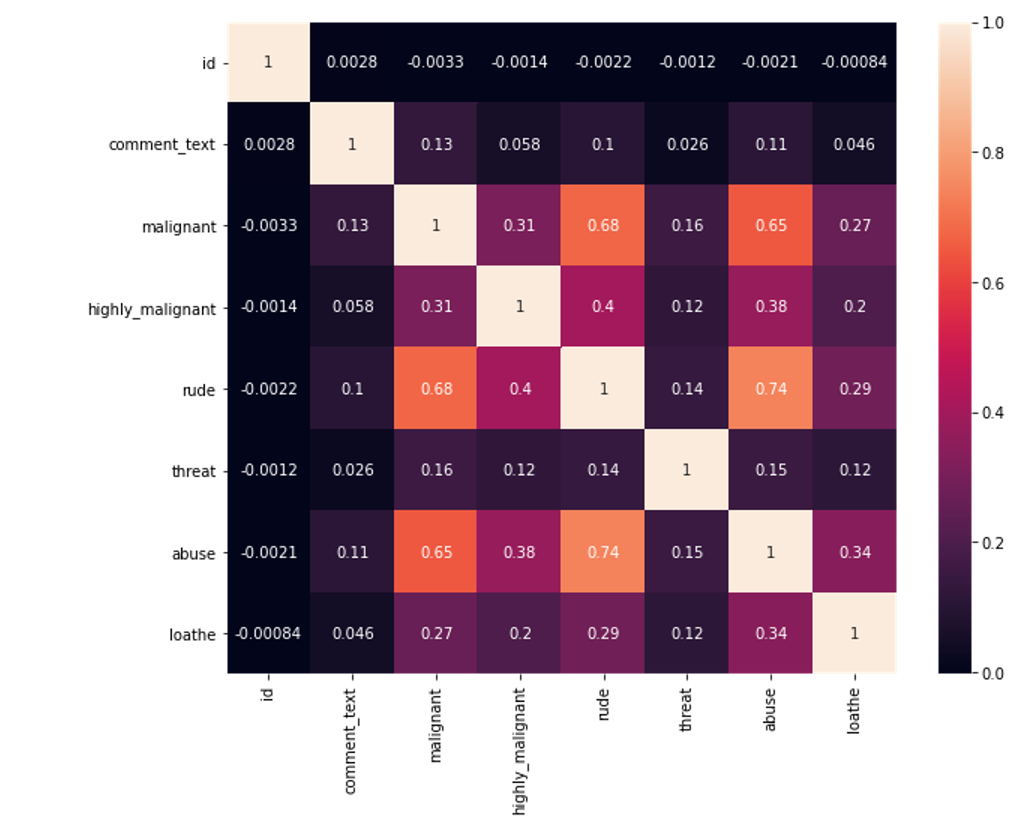 id 1 0.0028 -0.0033 -0.0014 -0.0022 -0.0012 -0.0021 -0.00084
comment_text 0.0028 1 0.13 0.058 0.1 0.026 0.11 0.046
malignant -0.0033 0.13 1 0.31 0.68 0.16 0.65 0.27
highly_malignant -0.0014 0.058 0.31 1 0.4 0.12 0.38 0.2
rude -0.0022 0.1 0.68 0.4 1 0.14 0.74 0.29
threat -0.0012 0.026 0.16 0.12 0.14 1 0.15 0.12
abuse -0.0021 0.11 0.65 0.38 0.74 0.15 1 0.34
loathe -0.00084 0.046 0.27 0.2 0.29 0.12 0.34 1
id comment_text malignant highly_malignant rude threat abuse loathe
1.0
0.8
0.6
0.4
0.2
0.0